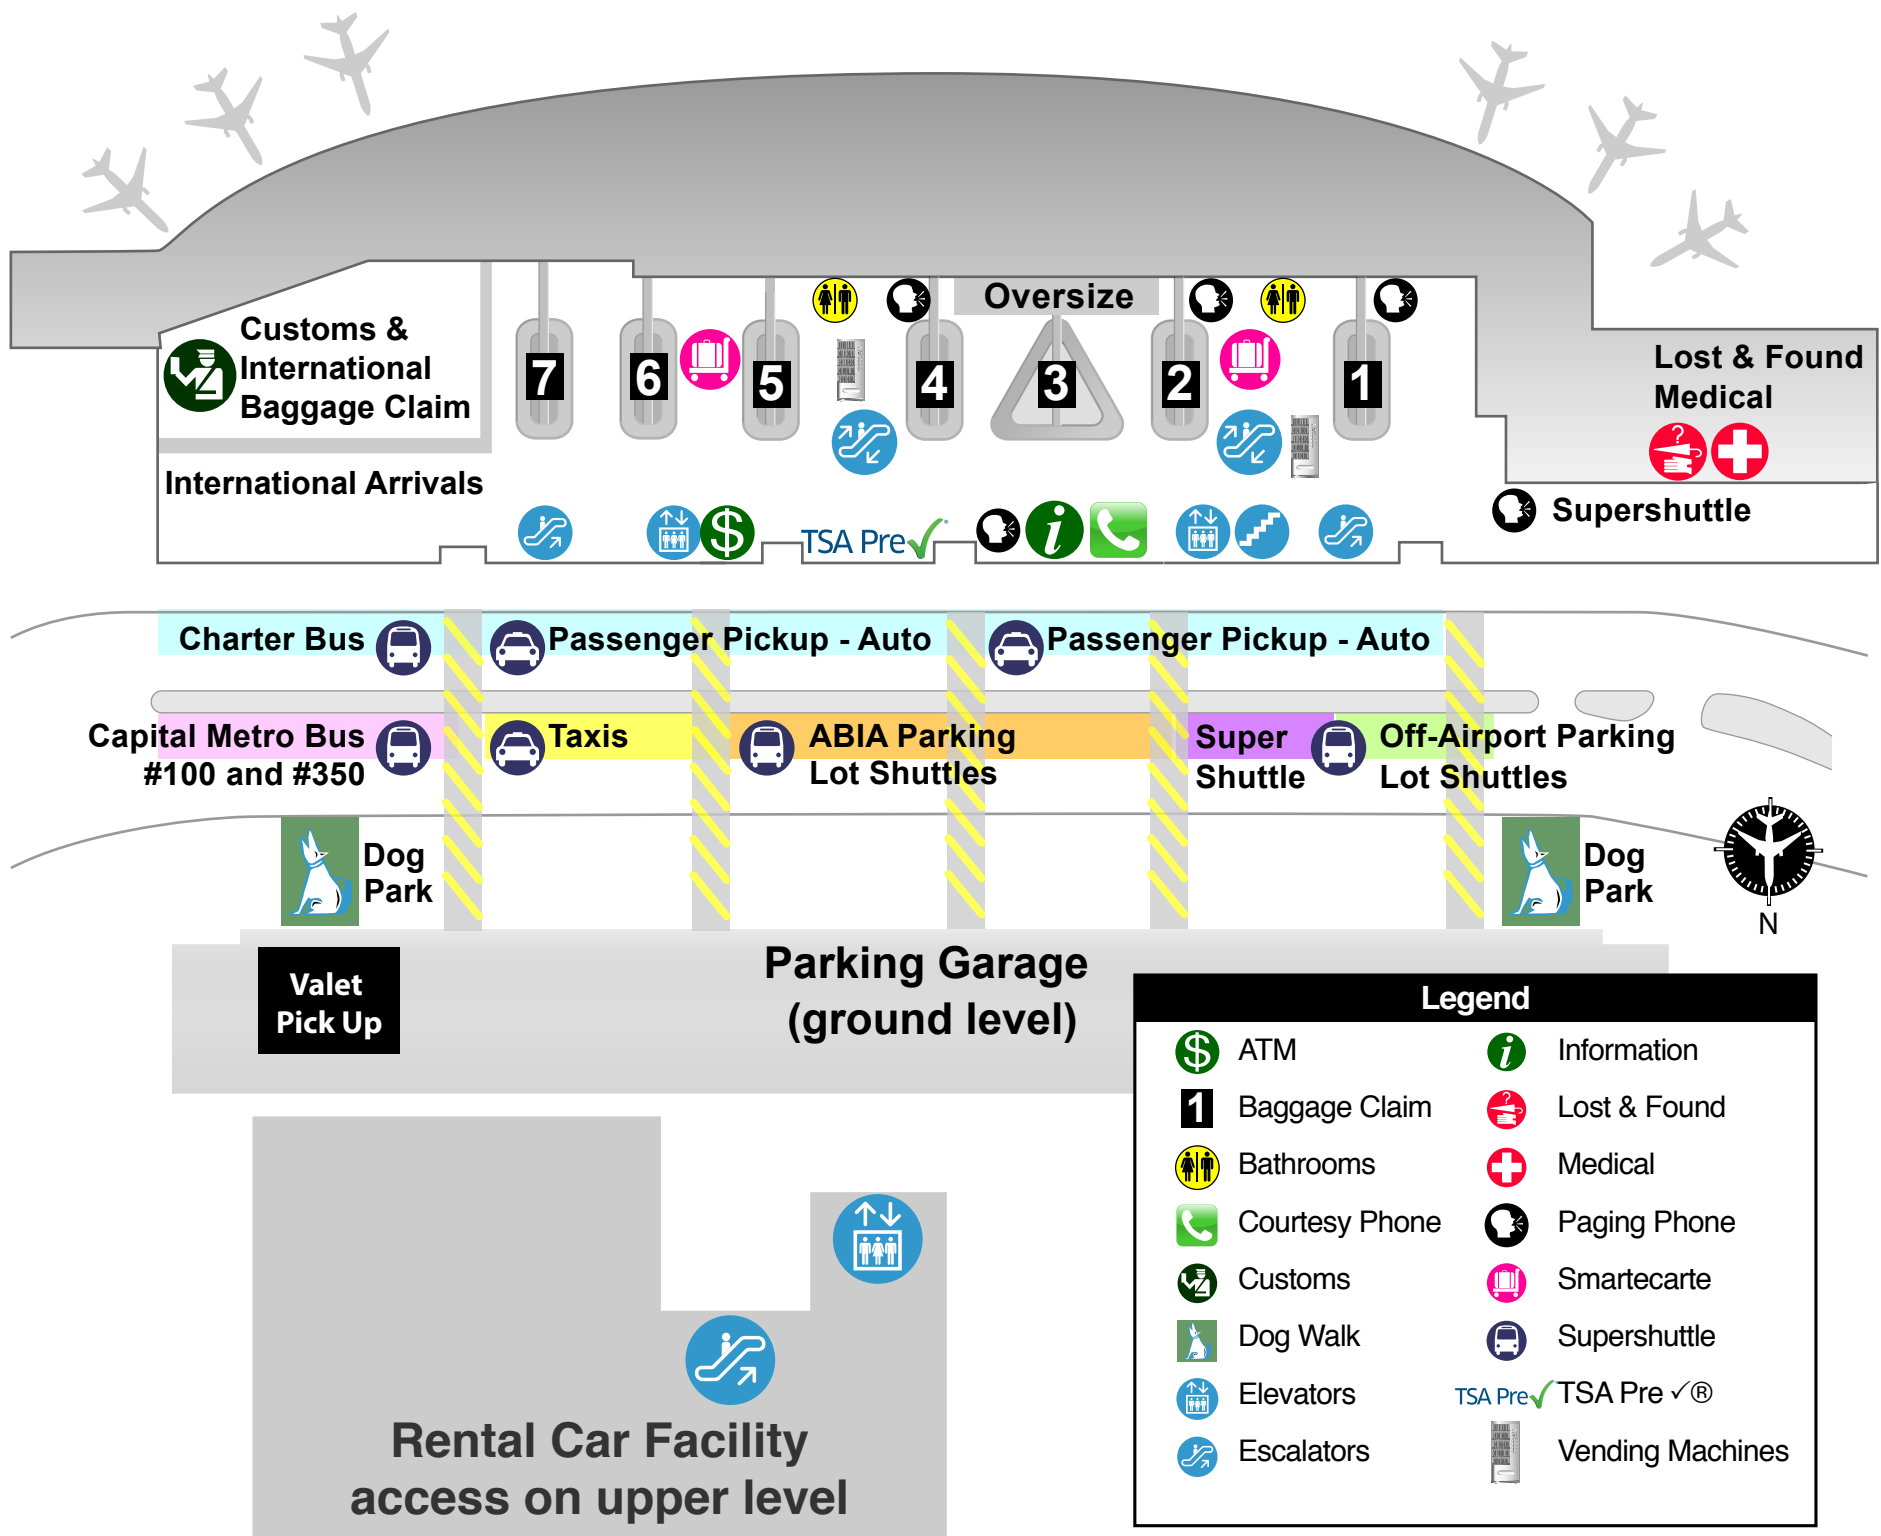 Oversize
Customs &
International
Baggage Claim
7
6
5
4
3
2
1
Lost & Found
Medical
?
International Arrivals
$
TSA Pre
i
Supershuttle
Charter Bus
Passenger Pickup - Auto
Passenger Pickup - Auto
Capital Metro Bus
#100 and #350
Taxis
ABIA Parking
Lot Shuttles
Super
Shuttle
Off-Airport Parking
Lot Shuttles
Dog
Park
Dog
Park
N
Valet
Pick Up
Parking Garage
(ground level)
Rental Car Facility
access on upper level
Legend
$ ATM
1 Baggage Claim
Bathrooms
Courtesy Phone
Customs
Dog Walk
Elevators
Escalators
i Information
? Lost & Found
Medical
Paging Phone
Smartecarte
Supershuttle
TSA Pre TSA Pre ✓®
Vending Machines